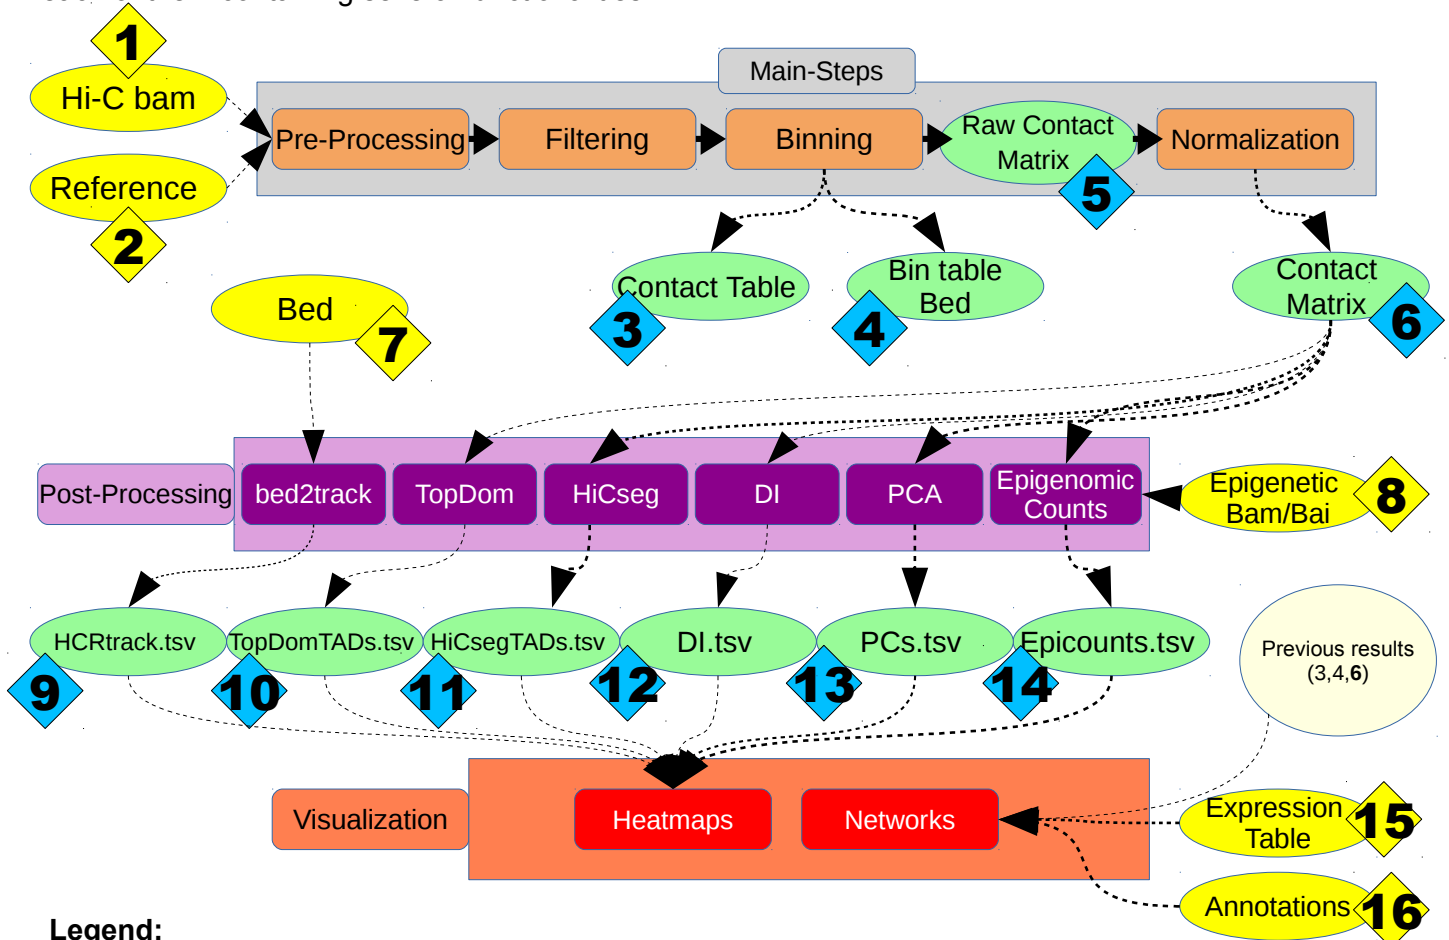 1
Main-Steps
Hi-C bam
Pre-Processing
Filtering
Binning
Raw Contact
Matrix
Normalization
Reference
5
2
Contact Table
Bin table
Bed
Contact
Matrix
3
4
6
Bed
7
Post-Processing
bed2track
TopDom
HiCseg
DI
PCA
Epigenomic
Counts
Epigenetic
Bam/Bai
8
HCRtrack.tsv
TopDomTADs.tsv
HiCsegTADs.tsv
DI.tsv
PCs.tsv
Epicounts.tsv
Previous results
(3,4,6)
9
10
11
12
13
14
Visualization
Heatmaps
Networks
Expression
Table
15
Annotations
16
Legend: